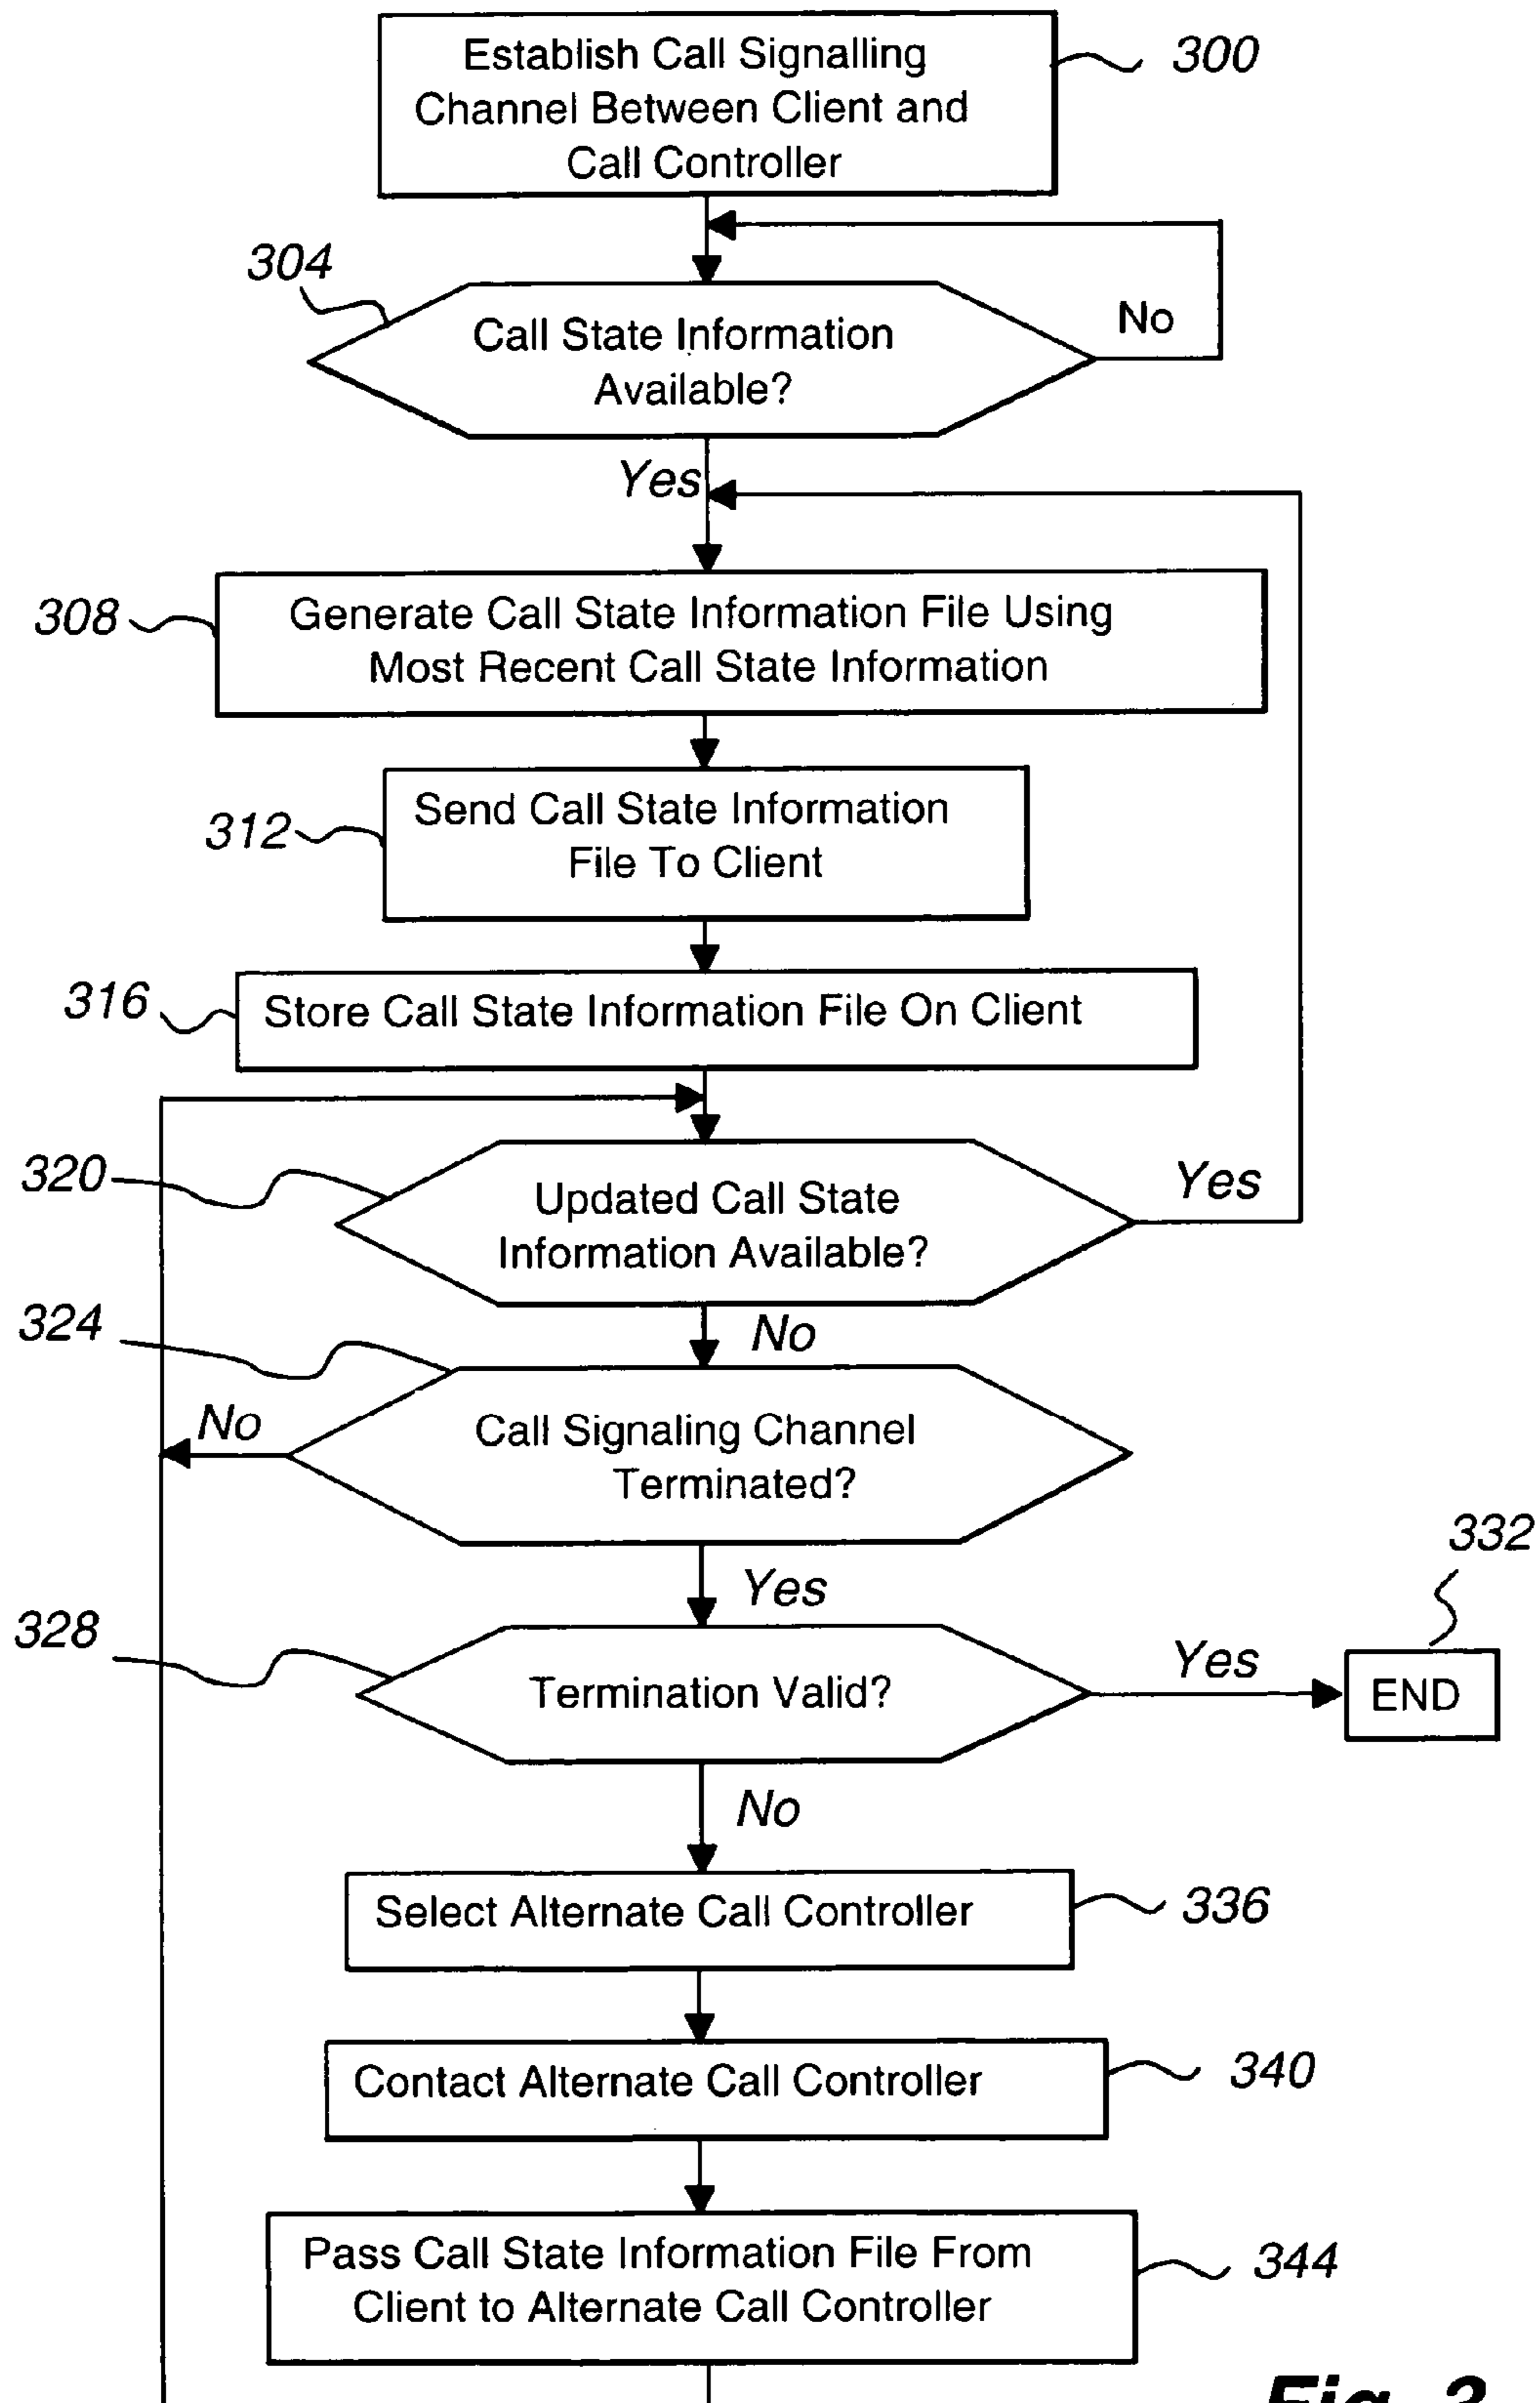 Establish Call Signalling
Channel Between Client and
Call Controller
300
304
Call State Information
Available?
No
Yes
308
Generate Call State Information File Using
Most Recent Call State Information
312
Send Call State Information
File To Client
316
Store Call State Information File On Client
320
Updated Call State
Information Available?
Yes
No
324
Call Signaling Channel
Terminated?
No
Yes
328
Termination Valid?
Yes
332
END
No
Select Alternate Call Controller
336
Contact Alternate Call Controller
340
Pass Call State Information File From
Client to Alternate Call Controller
344